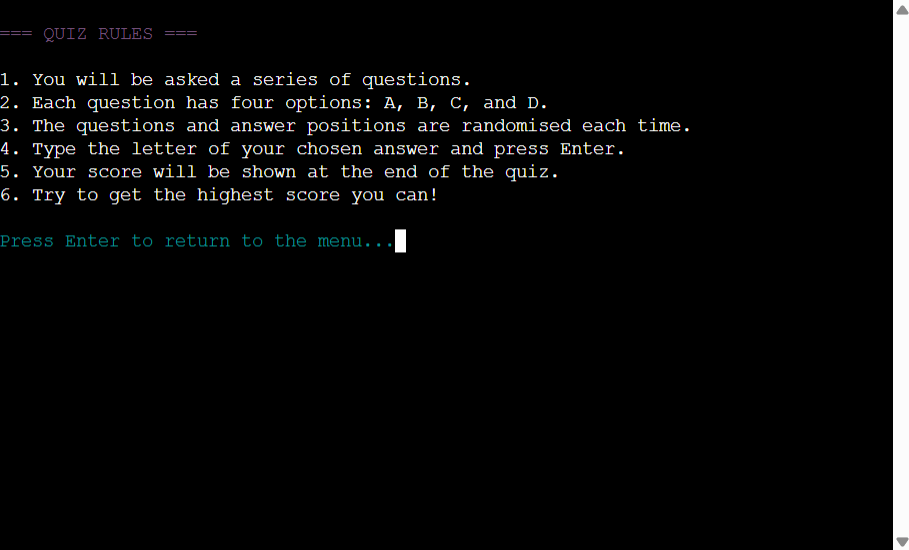 === QUIZ RULES ===
1. You will be asked a series of questions.
2. Each question has four options: A, B, C, and D.
3. The questions and answer positions are randomised each time.
4. Type the letter of your chosen answer and press Enter.
5. Your score will be shown at the end of the quiz.
6. Try to get the highest score you can!
Press Enter to return to the menu...